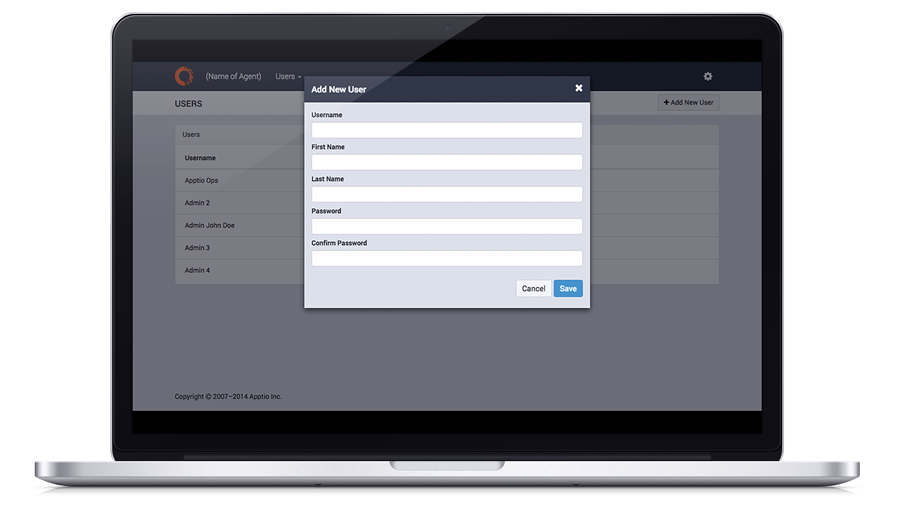 (Name of Agent) Users
USERS
+ Add New User
Users
Username
Apptio Ops
Admin 2
Admin John Doe
Admin 3
Admin 4
Add New User
Username
First Name
Last Name
Password
Confirm Password
Cancel Save
Copyright © 2007–2014 Apptio Inc.